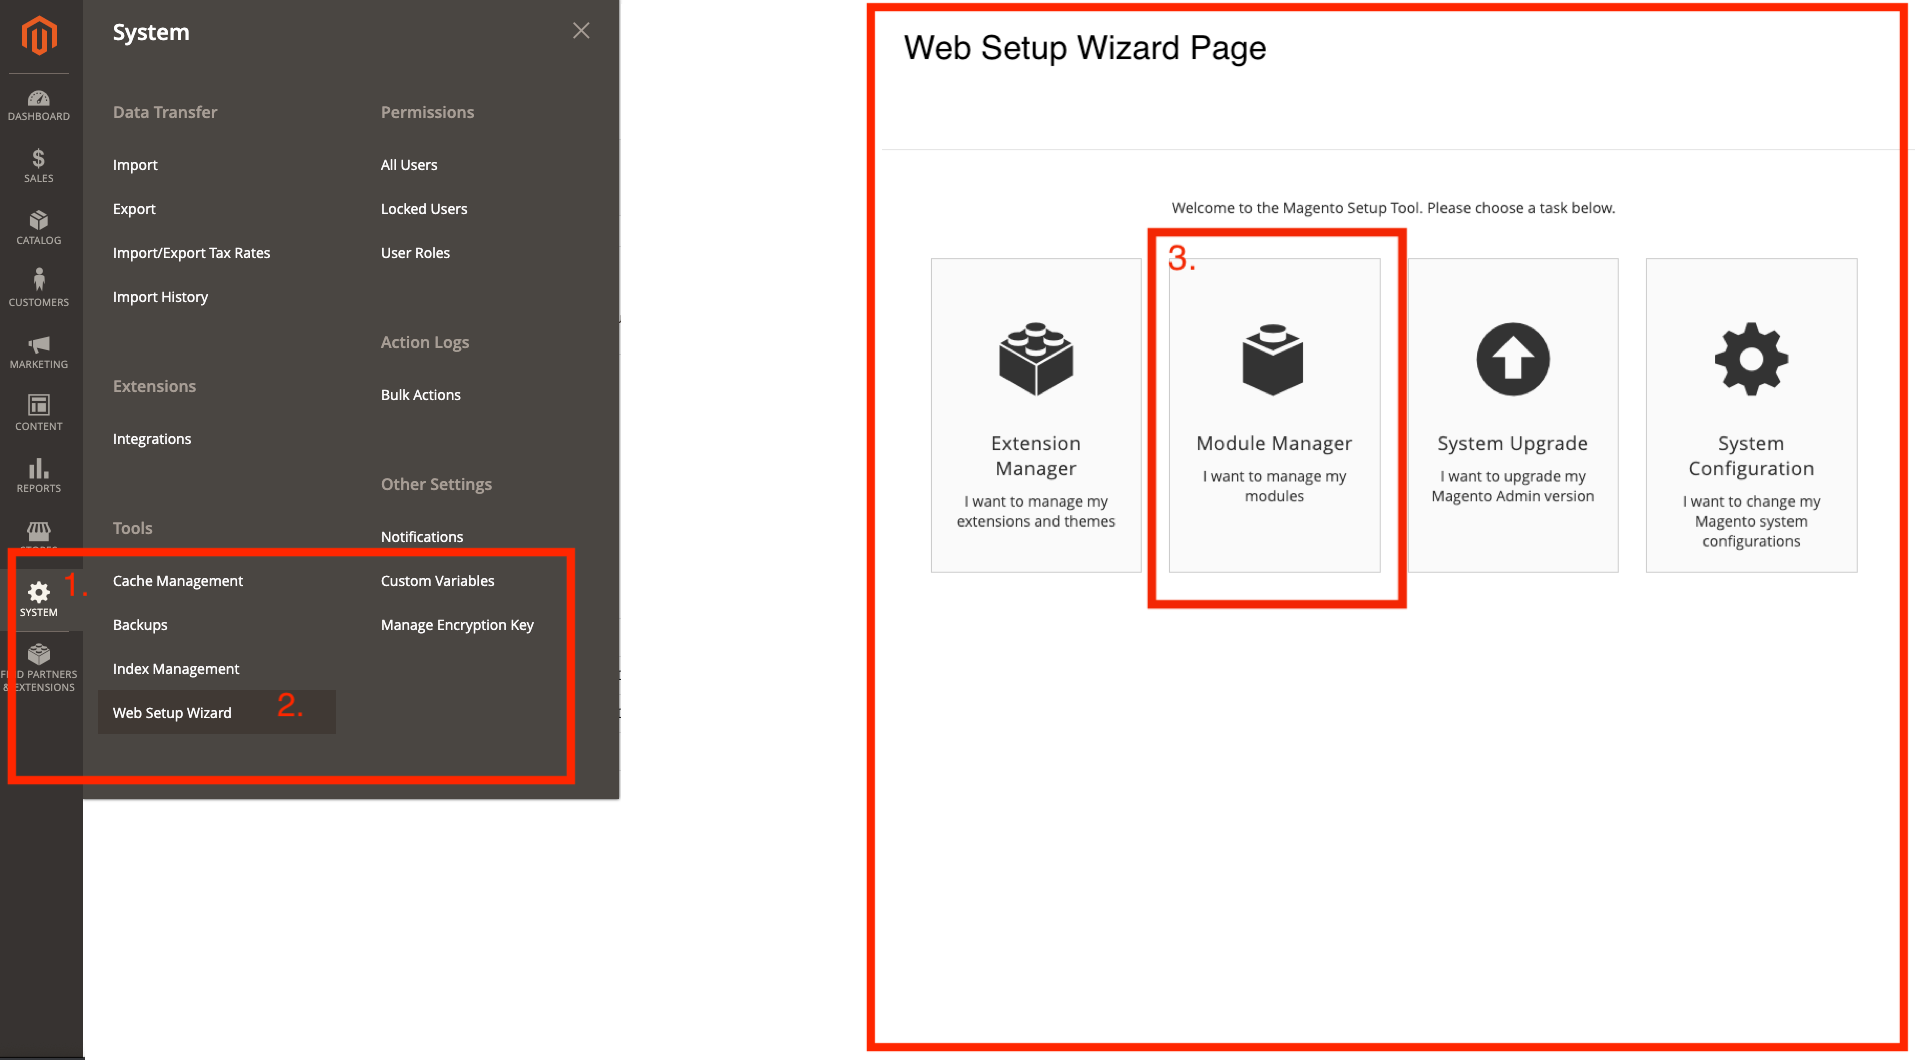 DASHBOARD
SALES
CATALOG
CUSTOMERS
MARKETING
CONTENT
REPORTS
SYSTEM
PARTNERS
EXTENSIONS
1.
System
Data Transfer
Import
Export
Import/Export Tax Rates
Import History
Extensions
Integrations
Tools
Cache Management
Backups
Index Management
Web Setup Wizard
2.
Permissions
All Users
Locked Users
User Roles
Action Logs
Bulk Actions
Other Settings
Notifications
Custom Variables
Manage Encryption Key
Web Setup Wizard Page
Welcome to the Magento Setup Tool. Please choose a task below.
Extension
Manager
I want to manage my
extensions and themes
3.
Module Manager
I want to manage my
modules
System Upgrade
I want to upgrade my
Magento Admin version
System
Configuration
I want to change my
Magento system
configurations